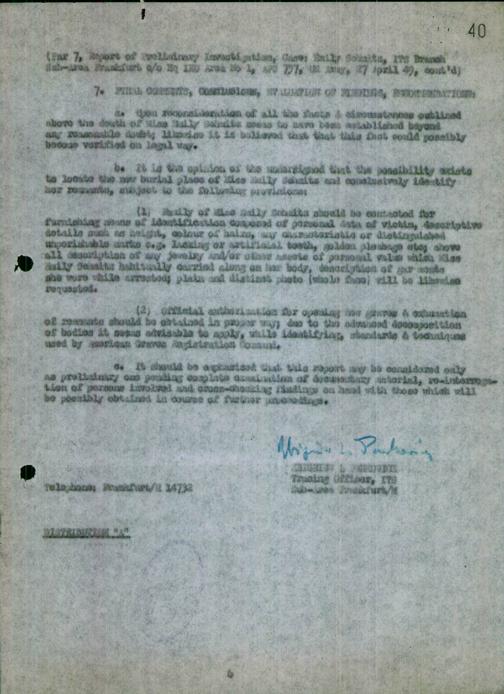 40
(Par 7, Report of Preliminary Investigation, Case: Emily Schmitz, ITS Branch
Sub-Area Frankfurt c/o Hq IRO Area No 1, APO 757, US Army, 27 April 49, cont'd)
7. FINAL COMMENTS, CONCLUSIONS, EVALUATION OF FINDINGS, RECOMMENDATIONS:
a. Upon reconsideration of all the facts & circumstances outlined
above the death of Miss Emily Schmitz seems to have been established beyond
any reasonable doubt; likewise it is believed that this fact could possibly
become verified on legal way.
b. It is the opinion of the undersigned that the possibility exists
to locate the new burial place of Miss Emily Schmitz and conclusively identify
her remnants, subject to the following provisions:
(1) Family of Miss Emily Schmitz should be contacted for
furnishing means of identification composed of personal data of victim, descriptive
details such as height, colour of hairs, any characteristic or distinguished
unperishable marks e.g. lacking or artificial teeth, golden plombage etc; above
all description of any jewelry and/or other assets of personal value which Miss
Emily Schmitz habitually carried along on her body, description of garments
she wore while arrested; plain and distinct photo (whole face) will be likewise
requested.
(2) Official authorization for opening the graves & exhumation
of remnants should be obtained in proper way; due to the advanced decomposition
of bodies it seems advisable to apply, while identifying, standards & techniques
used by American Graves Registration Command.
c. It should be emphasized that this report may be considered only
as preliminary one pending complete examination of documentary material, re-interroga-
tion of persons involved and cross-checking findings on hand with those which will
be possibly obtained in course of further proceedings.
Tracing Officer, ITS
Telephone: Frankfurt/M 14732
Sub-Area Frankfurt/M
DISTRIBUTION "A"
6